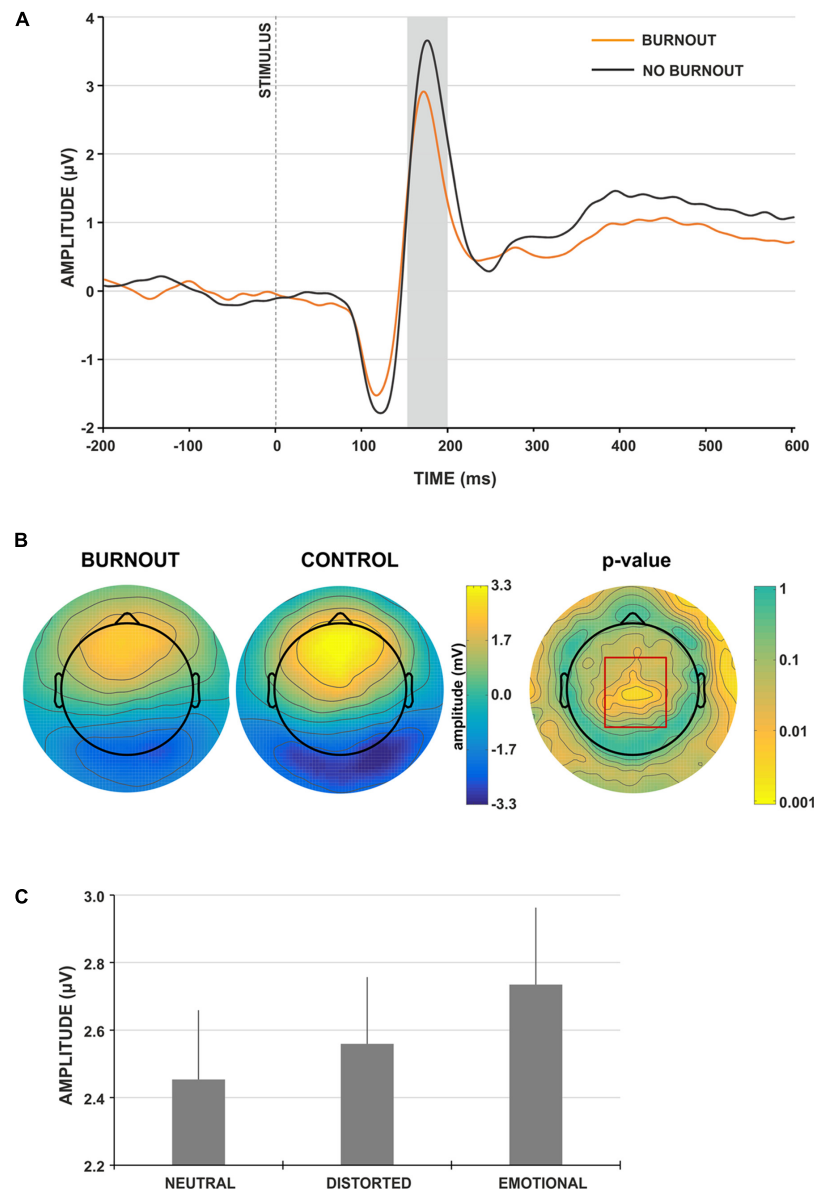 A
4
3
2
1
0
-1
-2
AMPLITUDE (µV)
STIMULUS
BURNOUT
NO BURNOUT
-200 -100 0 100 200 300 400 500 600
TIME (ms)
B
BURNOUT CONTROL p-value
3.3
1.7
0.0
-1.7
-3.3
amplitude (mV)
1
0.1
0.01
0.001
C
3.0
2.8
2.6
2.4
2.2
AMPLITUDE (µV)
NEUTRAL DISTORTED EMOTIONAL